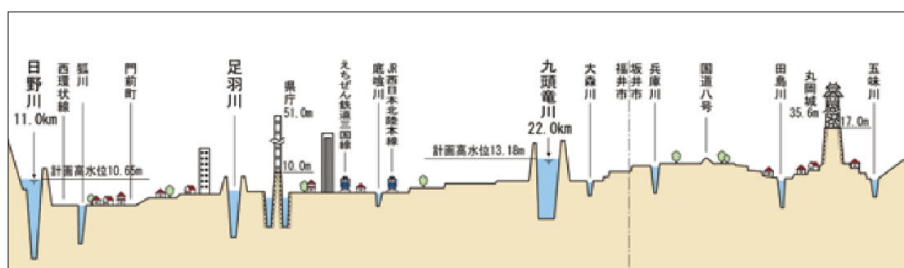 日野川
11.0km
西環状線
狐川
門前町
足羽川
県庁
51.0m
えちぜん鉄道三国線
底喰川
JR西日本北陸本線
九頭竜川
22.0km
大森川
福井市
坂井市
兵庫川
国道八号
田島川
丸岡城
35.6m
五味川
計画高水位10.65m
10.0m
計画高水位13.18m
17.0m